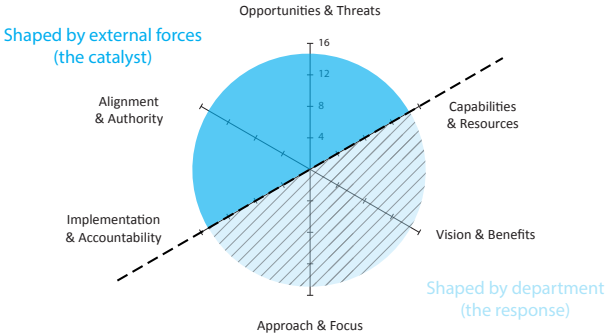 Opportunities & Threats
Shaped by external forces
(the catalyst)
16
12
8
4
Alignment
& Authority
Capabilities
& Resources
Implementation
& Accountability
Vision & Benefits
Shaped by department
(the response)
Approach & Focus